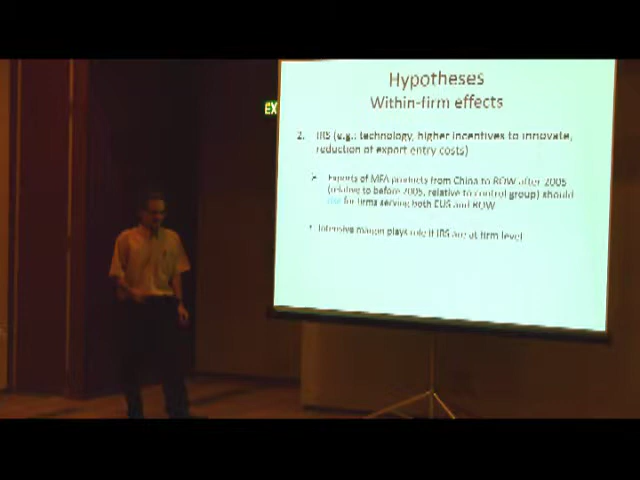 EX
Hypotheses
Within-firm effects
2. IRS (e.g.: technology, higher incentives to innovate,
reduction of export entry costs)
➢ Exports of MFA products from China to ROW after 2005
(relative to before 2005, relative to control group) should
rise for firms serving both EUS and ROW
• Intensive margin plays role if IRS are at firm level